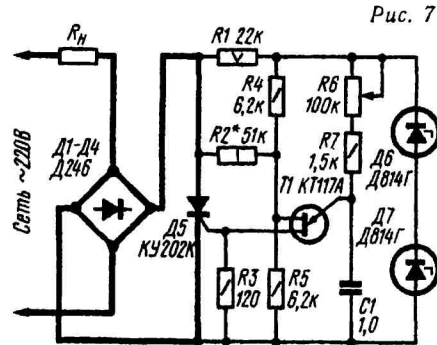 Рис. 7
Rн
R1 22к
R4
6,2к
R6
100к
R2* 51к
R7
1,5к
Д1-Д4
Д246
Сеть ~220В
Т1 КТ117А
Д6
Д814Г
Д5
КУ202К
Д7
Д814Г
R3
120
R5
6,2к
С1
1,0